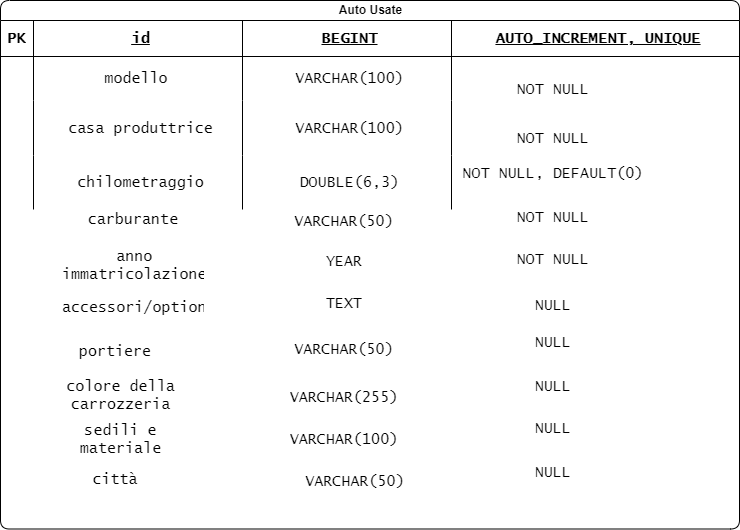 Auto Usate
PK id BEGINT AUTO_INCREMENT, UNIQUE
modello VARCHAR(100) NOT NULL
casa produttrice VARCHAR(100) NOT NULL
chilometraggio DOUBLE(6,3) NOT NULL, DEFAULT(0)
carburante VARCHAR(50) NOT NULL
anno
immatricolazione YEAR NOT NULL
accessori/option TEXT NULL
portiere VARCHAR(50) NULL
colore della
carrozzeria VARCHAR(255) NULL
sedili e
materiale VARCHAR(100) NULL
città VARCHAR(50) NULL